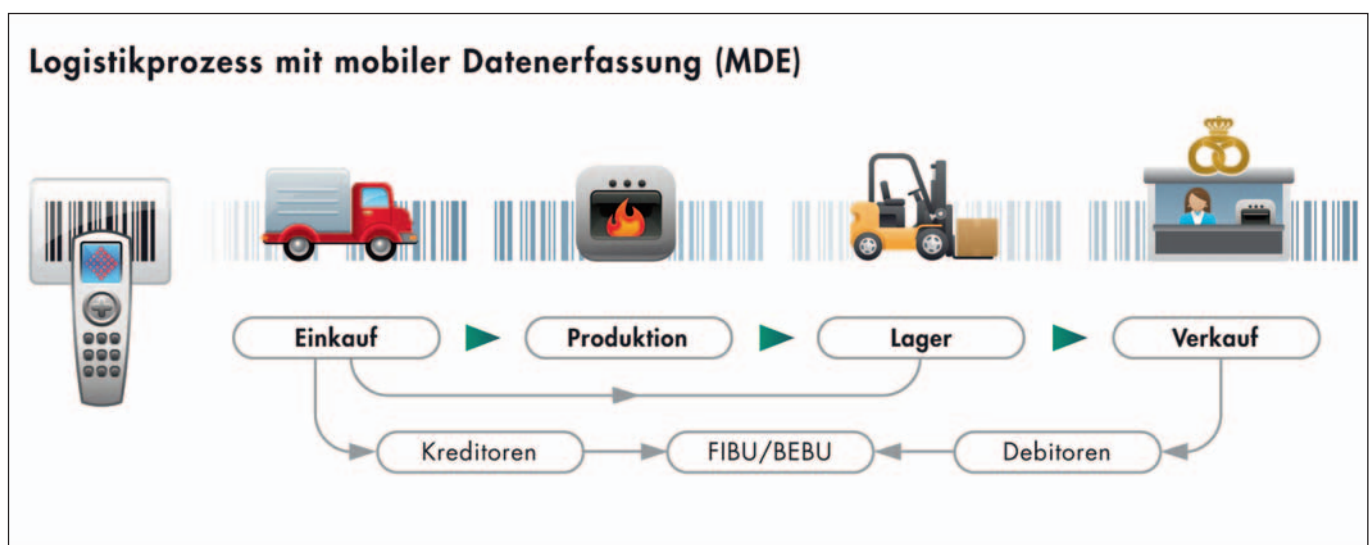 Logistikprozess mit mobiler Datenerfassung (MDE)
Einkauf
Produktion
Lager
Verkauf
Kreditoren
FIBU/BEBU
Debitoren